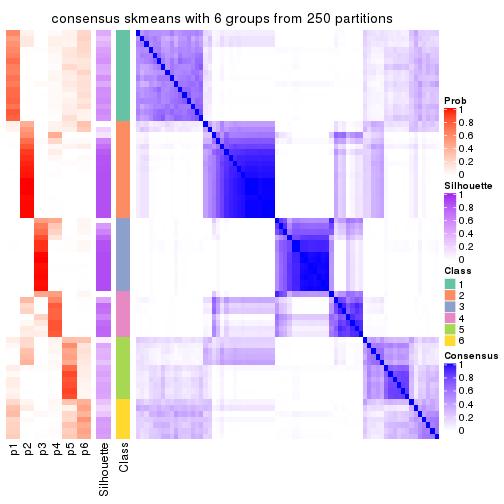 consensus skmeans with 6 groups from 250 partitions
Prob
1
0.8
0.6
0.4
0.2
0
Silhouette
1
0.8
0.6
0.4
0.2
0
Class
1
2
3
4
5
6
Consensus
1
0.8
0.6
0.4
0.2
0
p1
p2
p3
p4
p5
p6
Silhouette
Class